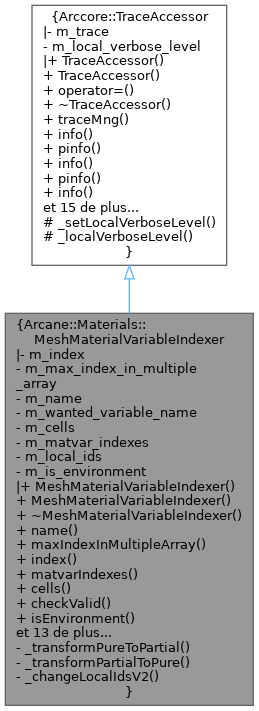 {Arccore::TraceAccessor
|- m_trace
- m_local_verbose_level
|+ TraceAccessor()
+ TraceAccessor()
+ operator=()
+ ~TraceAccessor()
+ traceMng()
+ info()
+ pinfo()
+ info()
+ pinfo()
+ info()
et 15 de plus...
# _setLocalVerboseLevel()
# _localVerboseLevel()
}
{Arcane::Materials::
MeshMaterialVariableIndexer
|- m_index
- m_max_index_in_multiple
_array
- m_name
- m_wanted_variable_name
- m_cells
- m_matvar_indexes
- m_local_ids
- m_is_environment
|+ MeshMaterialVariableIndexer()
+ MeshMaterialVariableIndexer()
+ ~MeshMaterialVariableIndexer()
+ name()
+ maxIndexInMultipleArray()
+ index()
+ matvarIndexes()
+ cells()
+ checkValid()
+ isEnvironment()
et 13 de plus...
- _transformPureToPartial()
- _transformPartialToPure()
- _changeLocalIdsV2()
}